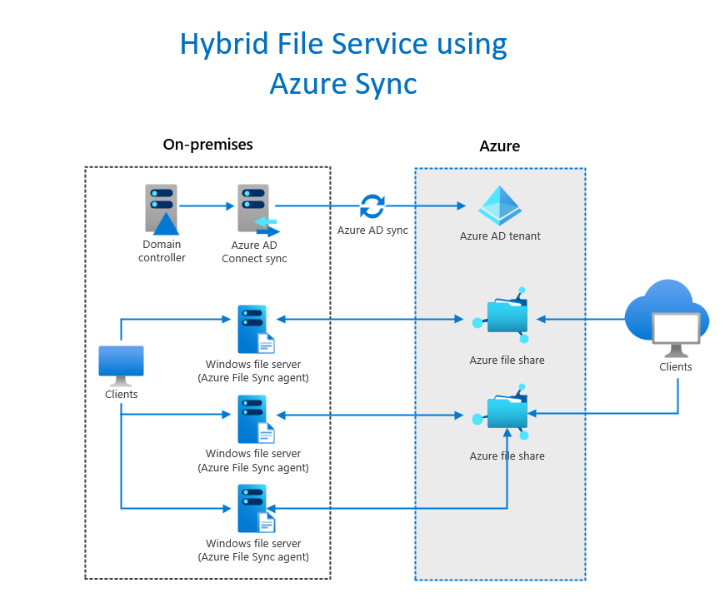 Hybrid File Service using
Azure Sync
On-premises
Azure
Domain
controller
Azure AD
Connect sync
Azure AD sync
Azure AD tenant
Windows file server
(Azure File Sync agent)
Azure file share
Clients
Clients
Windows file server
(Azure File Sync agent)
Azure file share
Windows file server
(Azure File Sync agent)